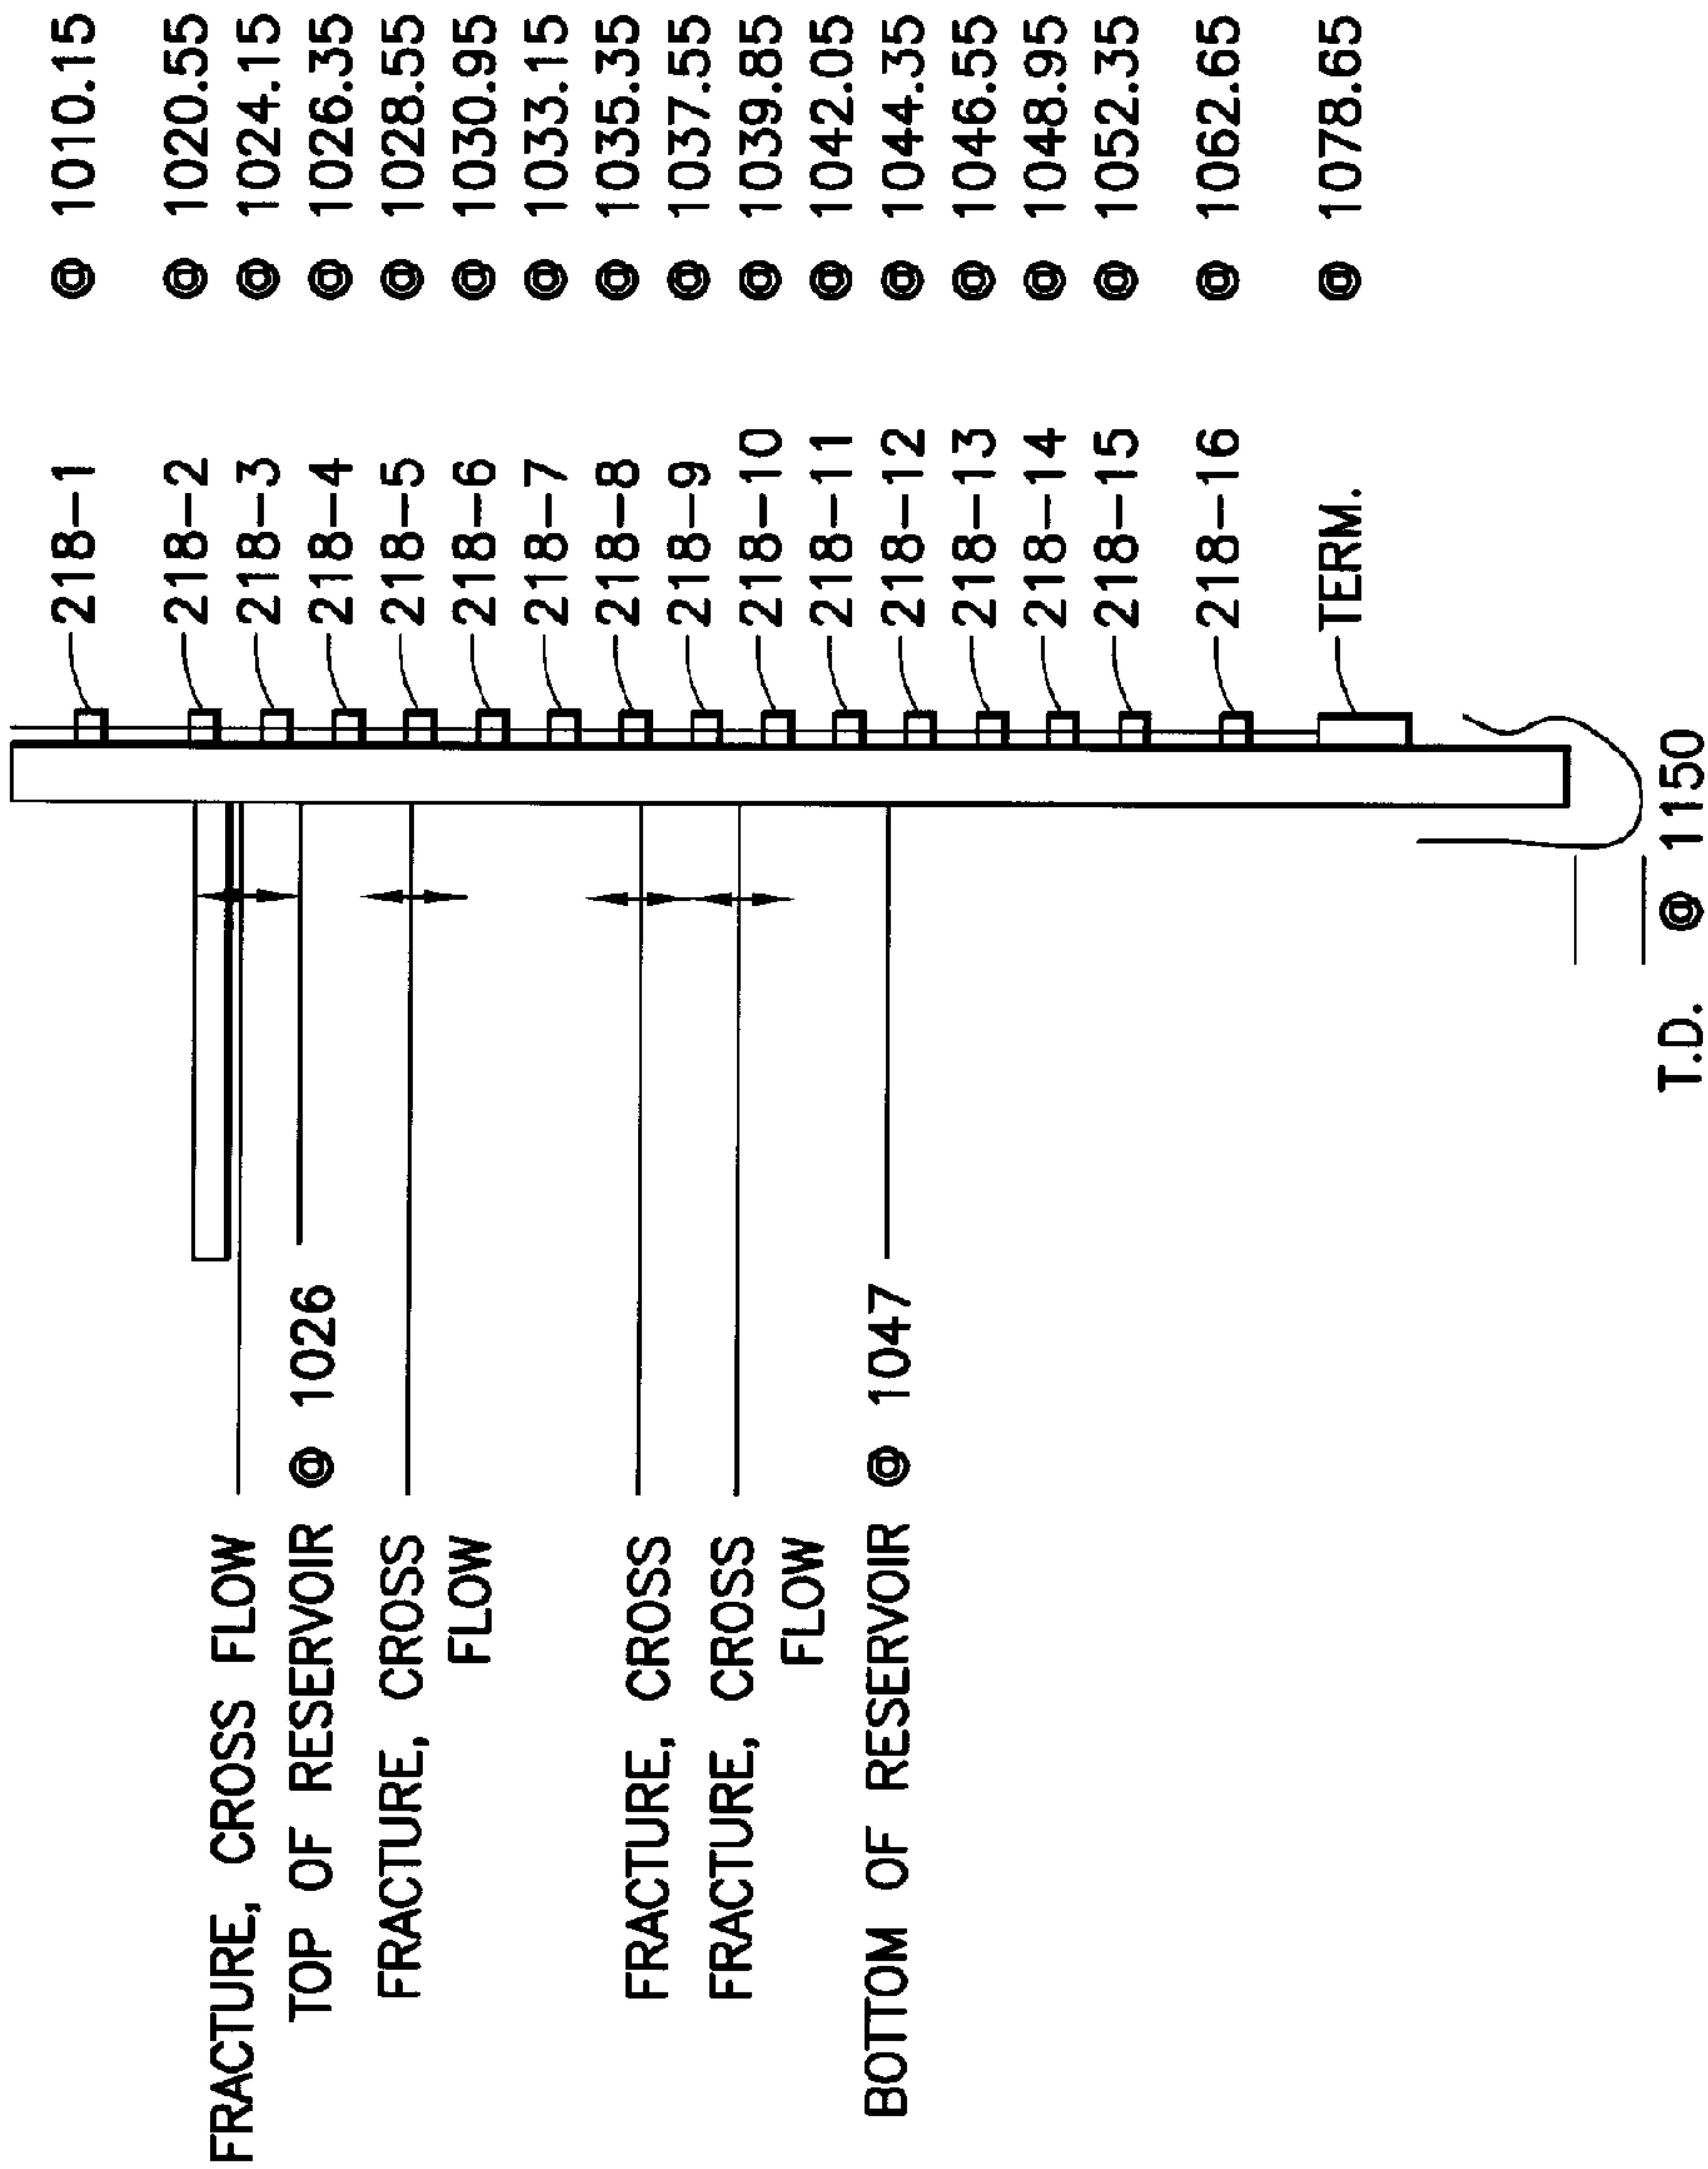 218-1 @ 1010.15
218-2 @ 1020.55
218-3 @ 1024.15
218-4 @ 1026.35
218-5 @ 1028.55
218-6 @ 1030.95
218-7 @ 1033.15
218-8 @ 1035.35
218-9 @ 1037.55
218-10 @ 1039.85
218-11 @ 1042.05
218-12 @ 1044.35
218-13 @ 1046.55
218-14 @ 1048.95
218-15 @ 1052.35
218-16 @ 1062.65
TERM. @ 1078.65
FRACTURE, CROSS FLOW
TOP OF RESERVOIR @ 1026
FRACTURE, CROSS
FLOW
FRACTURE, CROSS
FRACTURE, CROSS
FLOW
BOTTOM OF RESERVOIR @ 1047
T.D. @ 1150